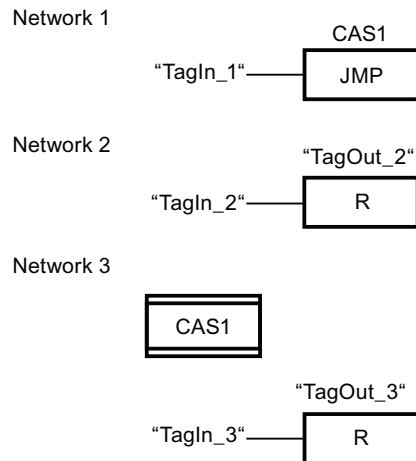 Network 1
CAS1
“TagIn_1“
JMP
Network 2
“TagOut_2“
“TagIn_2“
R
Network 3
CAS1
“TagOut_3“
“TagIn_3“
R